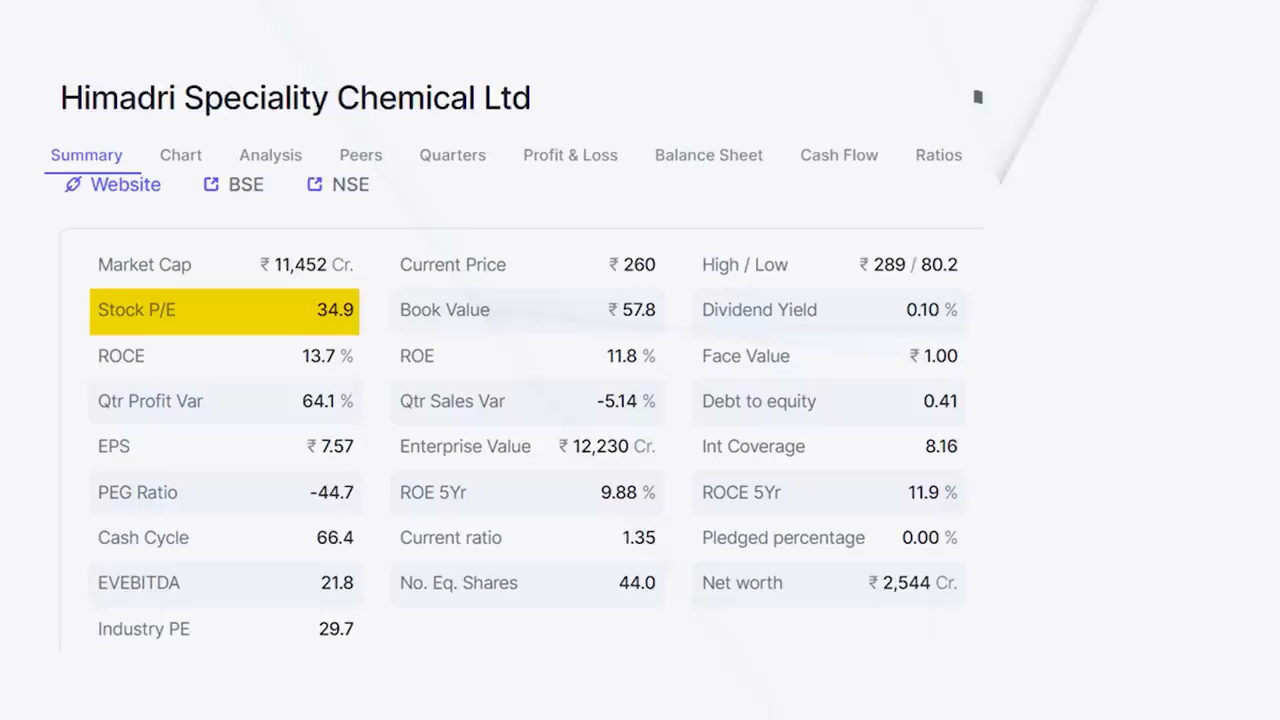 Himadri Speciality Chemical Ltd
Summary Chart Analysis Peers Quarters Profit & Loss Balance Sheet Cash Flow Ratios
Website BSE NSE
Market Cap ₹ 11,452 Cr. Current Price ₹ 260 High / Low ₹ 289 / 80.2
Stock P/E 34.9 Book Value ₹ 57.8 Dividend Yield 0.10 %
ROCE 13.7 % ROE 11.8 % Face Value ₹ 1.00
Qtr Profit Var 64.1 % Qtr Sales Var -5.14 % Debt to equity 0.41
EPS ₹ 7.57 Enterprise Value ₹ 12,230 Cr. Int Coverage 8.16
PEG Ratio -44.7 ROE 5Yr 9.88 % ROCE 5Yr 11.9 %
Cash Cycle 66.4 Current ratio 1.35 Pledged percentage 0.00 %
EVEBITDA 21.8 No. Eq. Shares 44.0 Net worth ₹ 2,544 Cr.
Industry PE 29.7